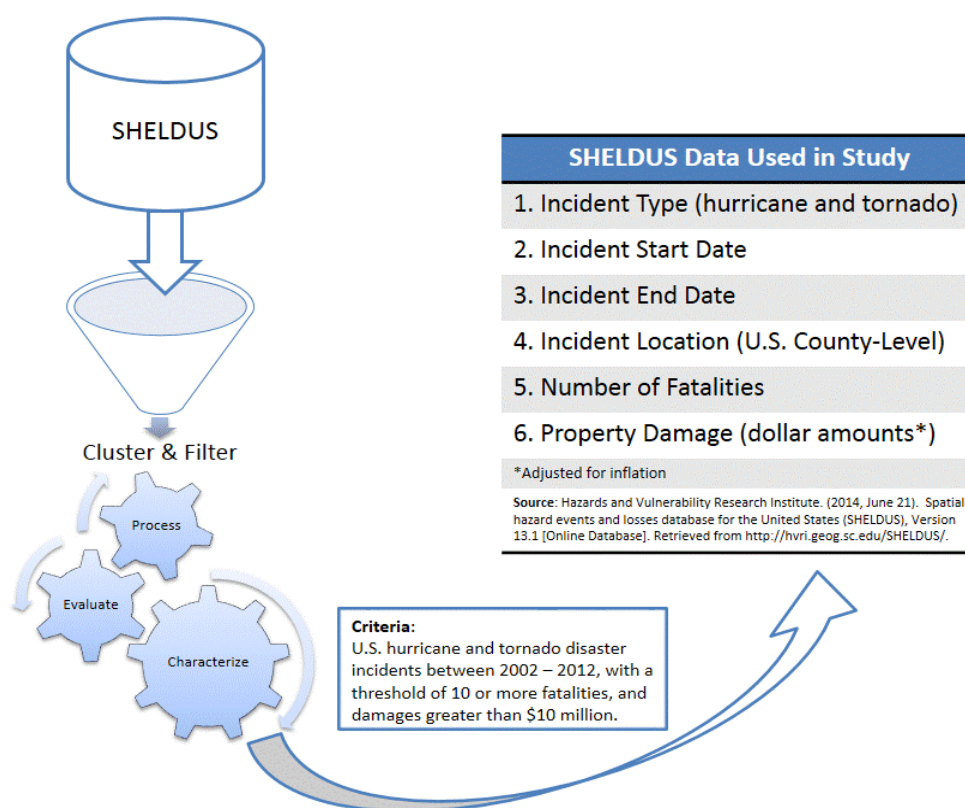 SHELDUS
Cluster & Filter
Process
Evaluate
Characterize
Criteria:
U.S. hurricane and tornado disaster
incidents between 2002 – 2012, with a
threshold of 10 or more fatalities, and
damages greater than $10 million.
SHELDUS Data Used in Study
1. Incident Type (hurricane and tornado)
2. Incident Start Date
3. Incident End Date
4. Incident Location (U.S. County-Level)
5. Number of Fatalities
6. Property Damage (dollar amounts*)
*Adjusted for inflation
Source: Hazards and Vulnerability Research Institute. (2014, June 21). Spatial
hazard events and losses database for the United States (SHELDUS), Version
13.1 [Online Database]. Retrieved from http://hvri.geog.sc.edu/SHELDUS/.